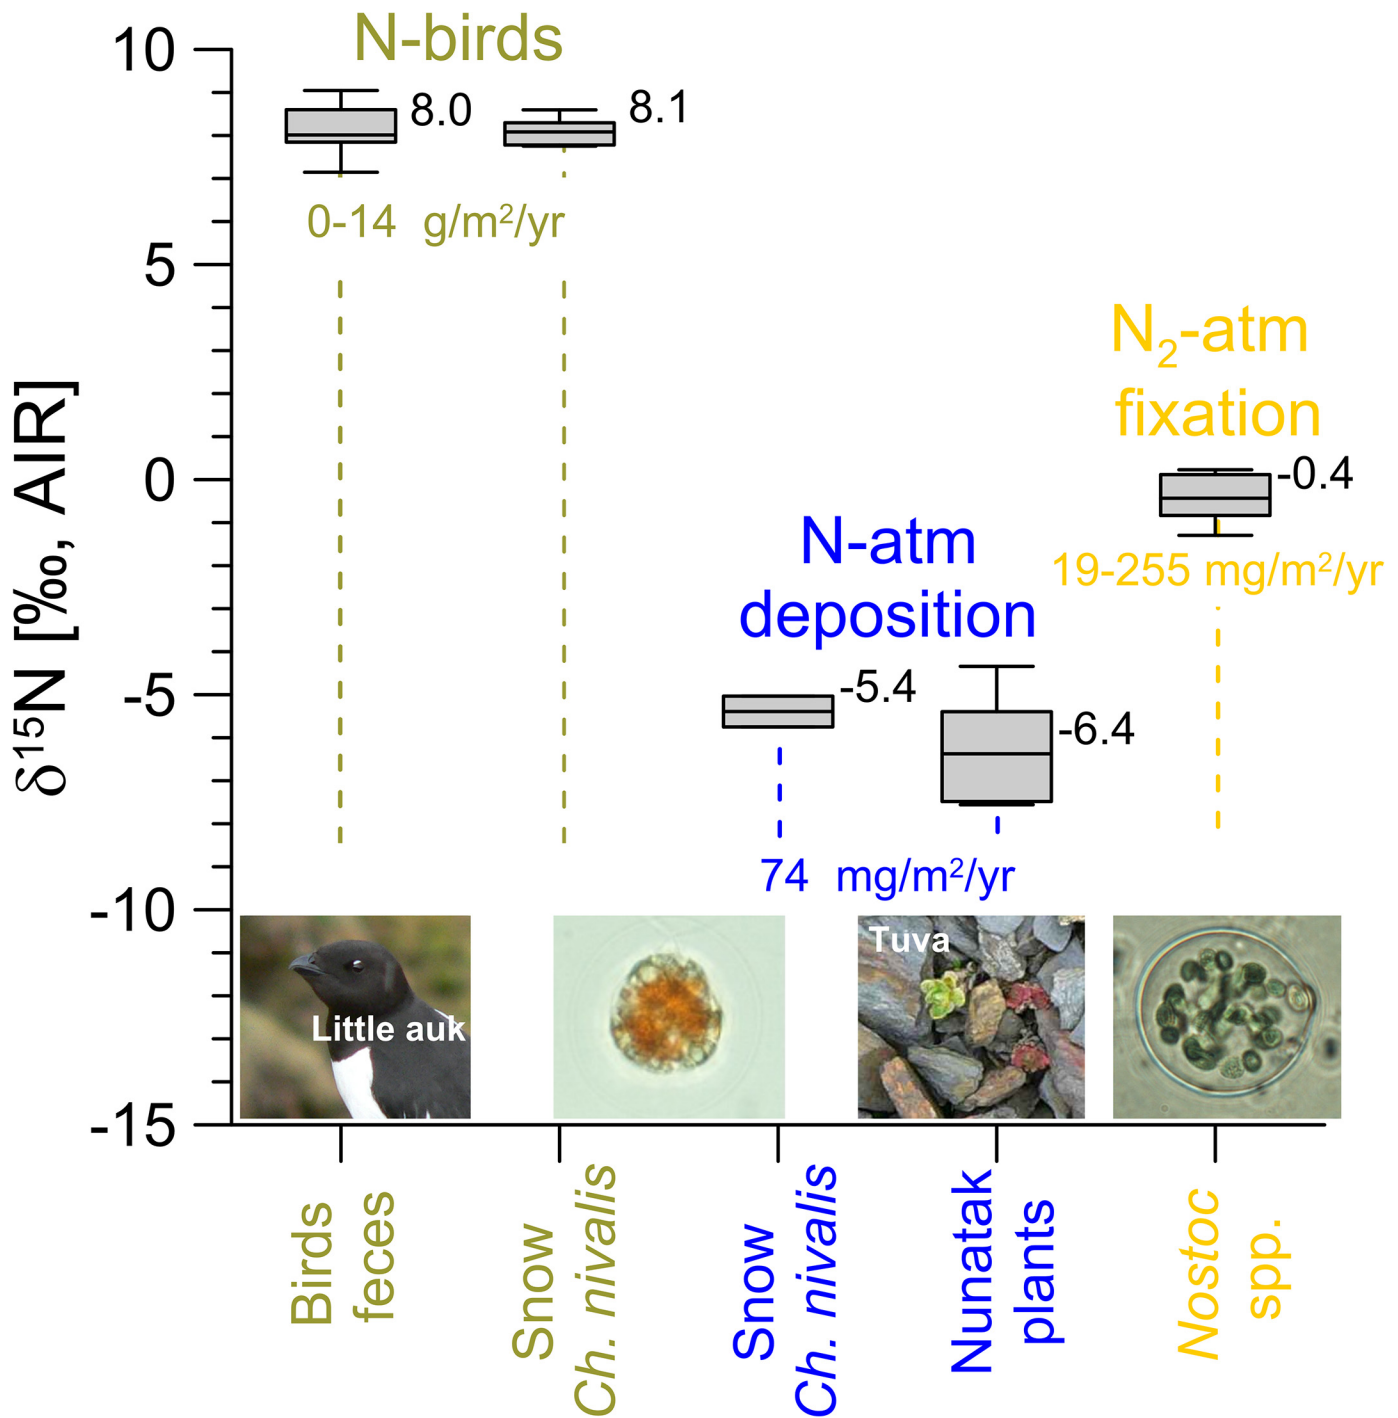 N-birds
10
8.0
8.1
0-14 g/m²/yr
5
N₂-atm
fixation
0
-0.4
N-atm
deposition
19-255 mg/m²/yr
δ¹⁵N [‰, AIR]
-5
-5.4
-6.4
74 mg/m²/yr
-10
Tuva
Little auk
-15
Birds
feces
Snow
Ch. nivalis
Snow
Ch. nivalis
Nunatak
plants
Nostoc
spp.